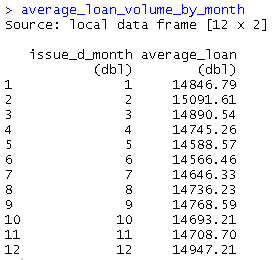 > average_loan_volume_by_month
Source: local data frame [12 x 2]

   issue_d_month average_loan
           (dbl)        (dbl)
1              1     14846.79
2              2     15091.61
3              3     14890.54
4              4     14745.26
5              5     14588.57
6              6     14566.46
7              7     14646.33
8              8     14736.23
9              9     14768.59
10            10     14693.21
11            11     14708.70
12            12     14947.21